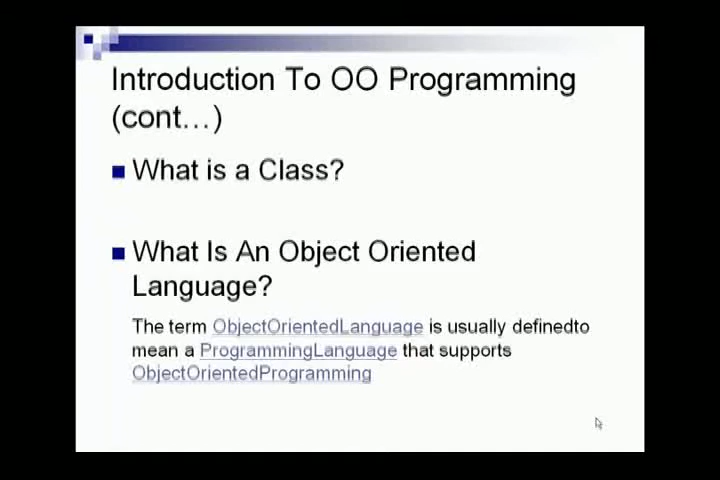 Introduction To OO Programming
(cont…)
What is a Class?
What Is An Object Oriented
Language?
The term ObjectOrientedLanguage is usually definedto
mean a ProgrammingLanguage that supports
ObjectOrientedProgramming